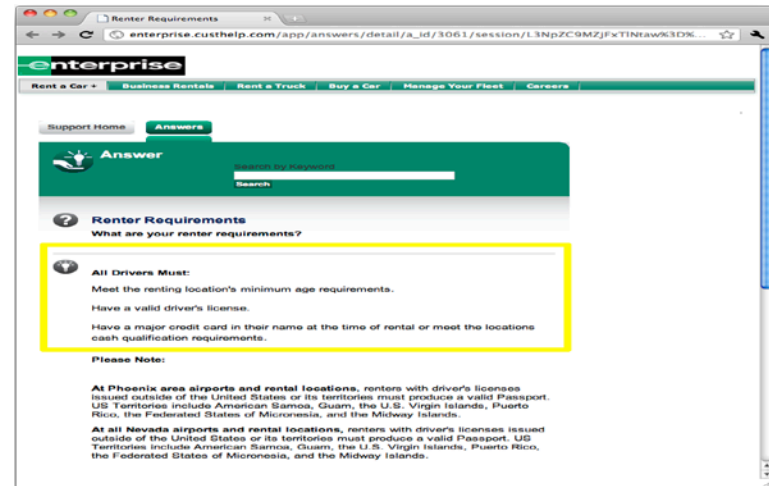 Renter Requirements
enterprise.custhelp.com/app/answers/detail/a_id/3061/session/
enterprise
Rent a Car + Business Rentals Rent a Truck Buy a Car Manage Your Fleet Careers
Support Home Answers
Answer
Search by Keyword
Search
Renter Requirements
What are your renter requirements?
All Drivers Must:
Meet the renting location's minimum age requirements.
Have a valid driver's license.
Have a major credit card in their name at the time of rental or meet the locations
cash qualification requirements.
Please Note:
At Phoenix area airports and rental locations, renters with driver's licenses
issued outside of the United States or its territories must produce a valid Passport.
US Territories include American Samoa, Guam, the U.S. Virgin Islands, Puerto
Rico, the Federated States of Micronesia, and the Midway Islands.
At all Nevada airports and rental locations, renters with driver's licenses issued
outside of the United States or its territories must produce a valid Passport. US
Territories include American Samoa, Guam, the U.S. Virgin Islands, Puerto Rico,
the Federated States of Micronesia, and the Midway Islands.